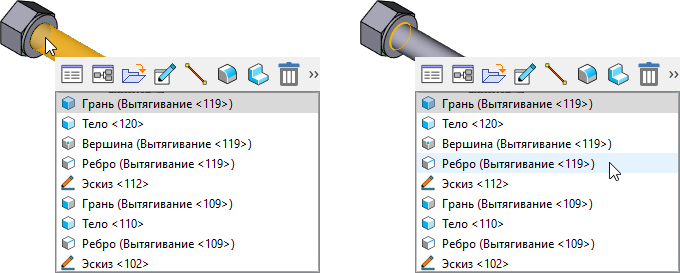 Грань (Вытягивание <119>)
Тело <120>
Вершина (Вытягивание <119>)
Ребро (Вытягивание <119>)
Эскиз <112>
Грань (Вытягивание <109>)
Тело <110>
Ребро (Вытягивание <109>)
Эскиз <102>
Грань (Вытягивание <119>)
Тело <120>
Вершина (Вытягивание <119>)
Ребро (Вытягивание <119>)
Эскиз <112>
Грань (Вытягивание <109>)
Тело <110>
Ребро (Вытягивание <109>)
Эскиз <102>